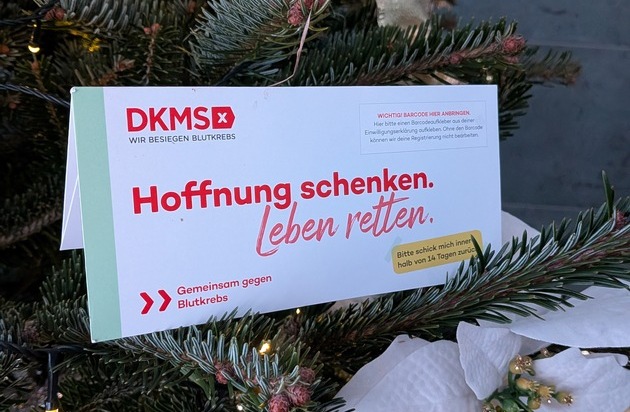 DKMS x
WIR BESIEGEN BLUTKREBS
WICHTIG! BARCODE HIER ANBRINGEN.
Hier bitte einen Barcodeaufkleber aus deiner
Einwilligungserklärung aufkleben. Ohne den Barcode
können wir deine Registrierung nicht bearbeiten.
Hoffnung schenken.
Leben retten.
Bitte schick mich inner
halb von 14 Tagen zurück
Gemeinsam gegen
Blutkrebs